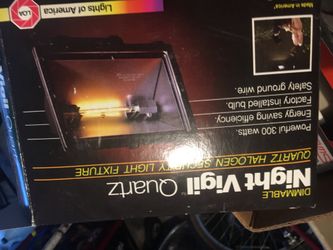 DIMMABLE
Night Vigil Quartz
QUARTZ HALOGEN SECURITY LIGHT FIXTURE
Powerful 300 watts.
Energy saving efficiency.
Factory installed bulb.
Safety ground wire.
LOA
Lights of America
Made in America!